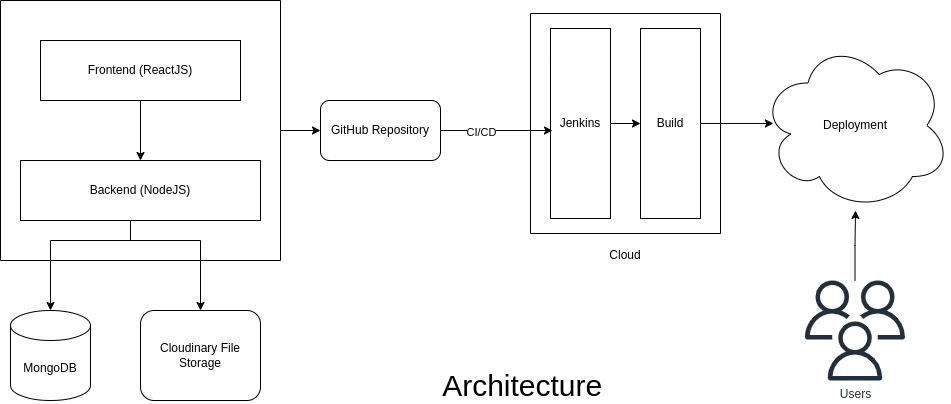 Frontend (ReactJS)
Backend (NodeJS)
MongoDB
Cloudinary File
Storage
GitHub Repository
CI/CD
Jenkins
Build
Cloud
Deployment
Users
Architecture